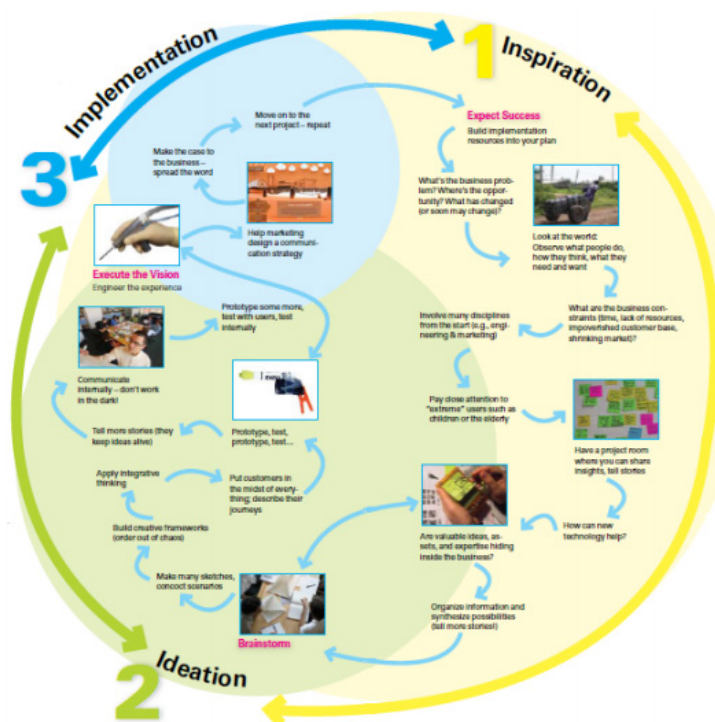 1
Inspiration
Expect Success
Build implementation
resources into your plan
What's the business prob-
lem? Where's the oppor-
tunity? What has changed
(or soon may change)?
Look at the world:
Observe what people do,
how they think, what they
need and want
What are the business con-
straints (time, lack of resources,
impoverished customer base,
shrinking market)?
Involve many disciplines
from the start (e.g., engi-
neering & marketing)
Pay close attention to
"extreme" users such as
children or the elderly
Have a project room
where you can share
insights, tell stories
How can new
technology help?
Are valuable ideas, as-
sets, and expertise hiding
inside the business?
Organize information and
synthesize possibilities
(tell more stories!)
2
Ideation
Brainstorm
Make many sketches,
concoct scenarios
Build creative frameworks
(order out of chaos)
Apply integrative
thinking
Put customers in
the midst of every-
thing; describe their
journeys
Prototype, test,
prototype, test...
Tell more stories (they
keep ideas alive)
Communicate
internally – don't work
in the dark!
Prototype some more,
test with users, test
internally
3
Implementation
Execute the Vision
Engineer the experience
Help marketing
design a communi-
cation strategy
Make the case to
the business –
spread the word
Move on to the
next project – repeat